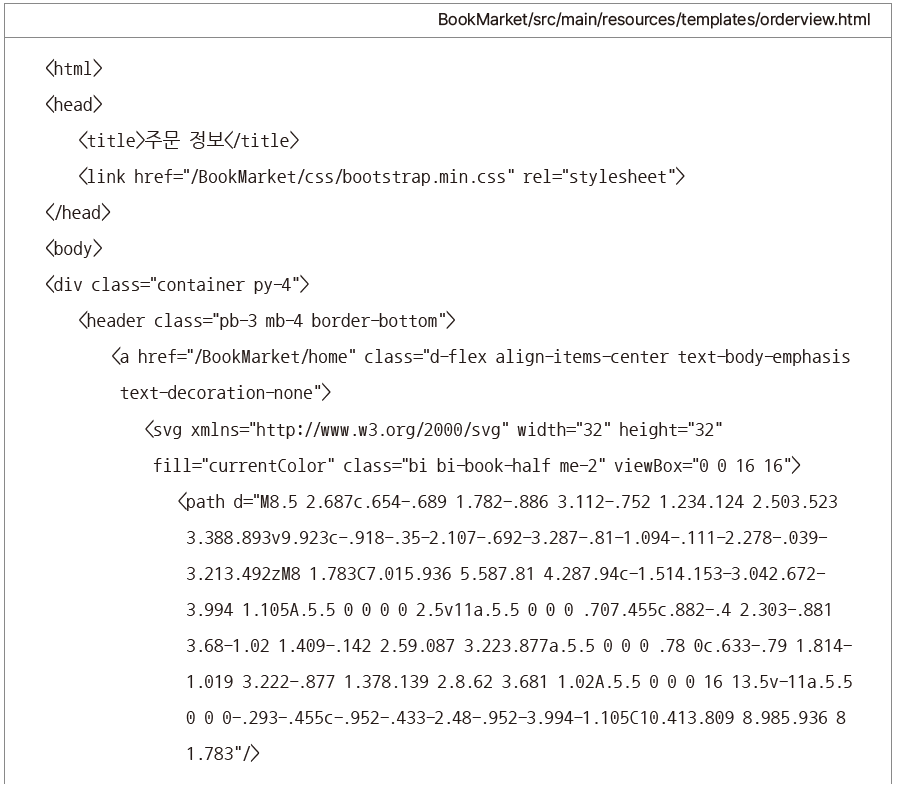 BookMarket/src/main/resources/templates/orderview.html
<html>
<head>
<title>주문 정보</title>
<link href="/BookMarket/css/bootstrap.min.css" rel="stylesheet">
</head>
<body>
<div class="container py-4">
<header class="pb-3 mb-4 border-bottom">
<a href="/BookMarket/home" class="d-flex align-items-center text-body-emphasis
text-decoration-none">
<svg xmlns="http://www.w3.org/2000/svg" width="32" height="32"
fill="currentColor" class="bi bi-book-half me-2" viewBox="0 0 16 16">
<path d="M8.5 2.687c.654-.689 1.782-.886 3.112-.752 1.234.124 2.503.523
3.388.893v9.923c-.918-.35-2.107-.692-3.287-.81-1.094-.111-2.278-.039-
3.213.492zM8 1.783C7.015.936 5.587.81 4.287.94c-1.514.153-3.042.672-
3.994 1.105A.5.5 0 0 0 0 2.5v11a.5.5 0 0 0 .707.455c.882-.4 2.303-.881
3.68-1.02 1.409-.142 2.59.087 3.223.877a.5.5 0 0 0 .78 0c.633-.79 1.814-
1.019 3.222-.877 1.378.139 2.8.62 3.681 1.02A.5.5 0 0 0 16 13.5v-11a.5.5
0 0 0-.293-.455c-.952-.433-2.48-.952-3.994-1.105C10.413.809 8.985.936 8
1.783"/>